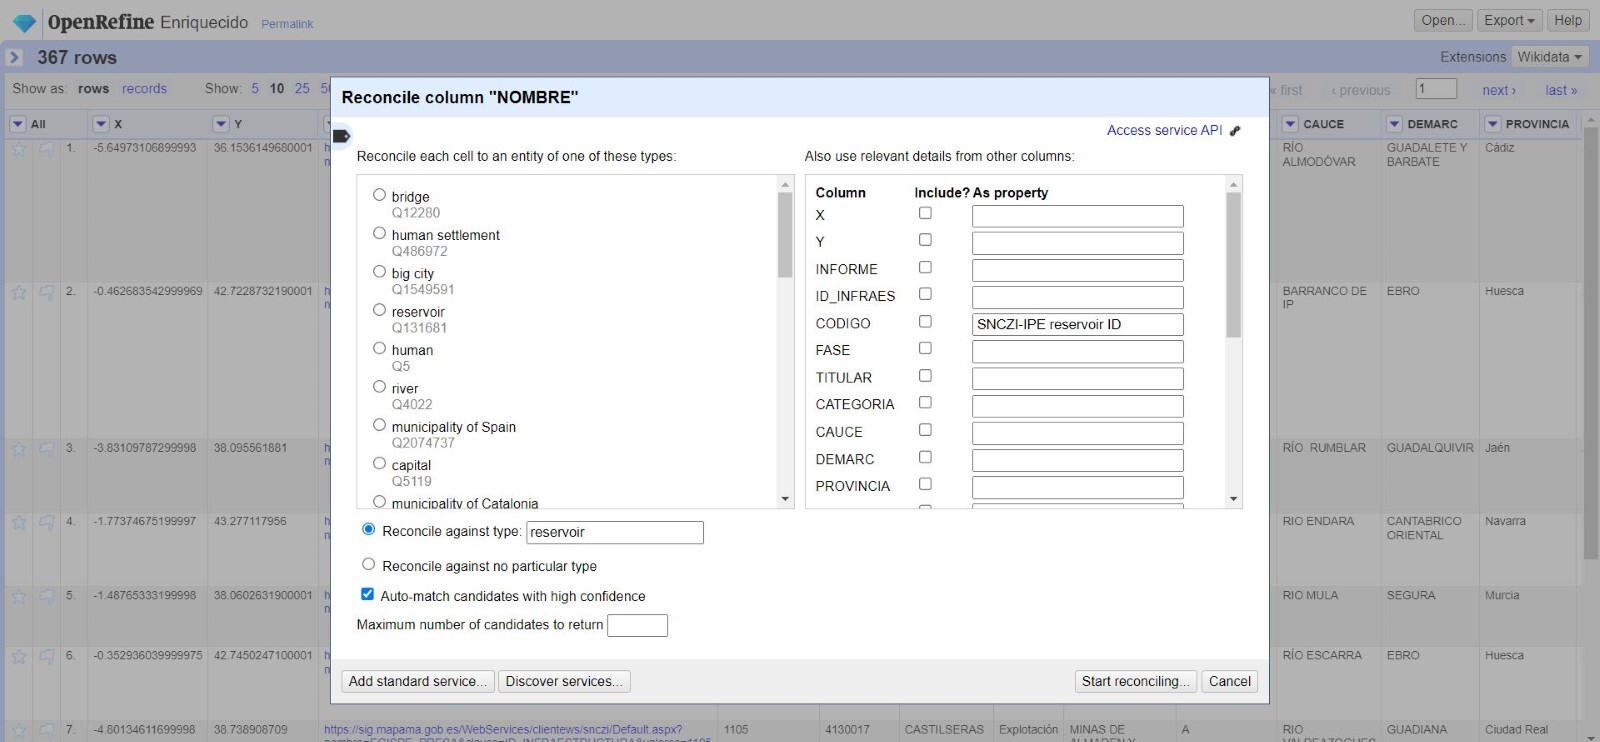 OpenRefine Enriquecido Permalink
Open... Export Help
367 rows
Extensions Wikidata
Show as: rows records Show: 5 10 25
« first ‹ previous 1 next › last »
All X Y CAUCE DEMARC PROVINCIA
Reconcile column "NOMBRE"
Access service API
Reconcile each cell to an entity of one of these types:
bridge
Q12280
human settlement
Q486972
big city
Q1549591
reservoir
Q131681
human
Q5
river
Q4022
municipality of Spain
Q2074737
capital
Q5119
municipality of Catalonia
Reconcile against type: reservoir
Reconcile against no particular type
Auto-match candidates with high confidence
Maximum number of candidates to return
Also use relevant details from other columns:
Column Include? As property
X
Y
INFORME
ID_INFRAES
CODIGO SNCZI-IPE reservoir ID
FASE
TITULAR
CATEGORIA
CAUCE
DEMARC
PROVINCIA
Add standard service... Discover services... Start reconciling... Cancel
1. -5.64973106899993 36.1536149680001 RÍO GUADALETE Y Cádiz
ALMODÓVAR BARBATE
2. -0.462683542999969 42.7228732190001 BARRANCO DE EBRO Huesca
IP
3. -3.83109787299998 38.095561881 RÍO RUMBLAR GUADALQUIVIR Jaén
4. -1.77374675199997 43.277117956 RIO ENDARA CANTABRICO Navarra
ORIENTAL
5. -1.48765333199998 38.0602631900001 RIO MULA SEGURA Murcia
6. -0.352936039999975 42.7450247100001 RÍO ESCARRA EBRO Huesca
7. -4.80134611699998 38.738908709 https://sig.mapama.gob.es/WebServices/clientews/snczi/Default.aspx? 1105 4130017 CASTILSERAS Explotación MINAS DE A RIO GUADIANA Ciudad Real